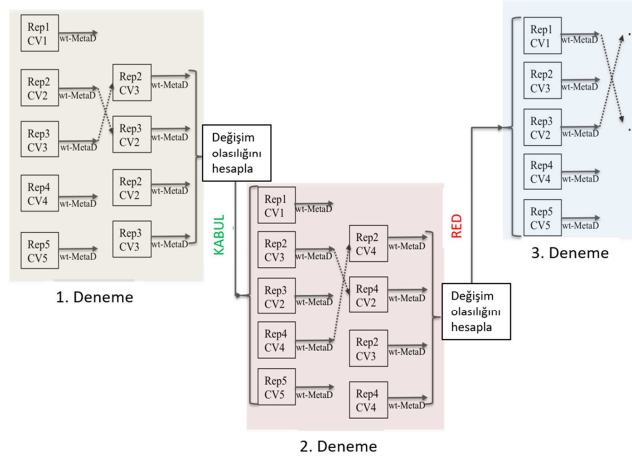 Rep1
CV1
wt-MetaD
Rep2
CV2
wt-MetaD
Rep3
CV3
wt-MetaD
Rep4
CV4
wt-MetaD
Rep5
CV5
wt-MetaD
Rep2
CV3
wt-MetaD
Rep3
CV2
wt-MetaD
Rep2
CV2
wt-MetaD
Rep3
CV3
wt-MetaD
1. Deneme
Değişim
olasılığını
hesapla
KABUL
Rep1
CV1
wt-MetaD
Rep2
CV3
wt-MetaD
Rep3
CV2
wt-MetaD
Rep4
CV4
wt-MetaD
Rep5
CV5
wt-MetaD
Rep2
CV4
wt-MetaD
Rep4
CV2
wt-MetaD
Rep2
CV3
wt-MetaD
Rep4
CV4
wt-MetaD
2. Deneme
Değişim
olasılığını
hesapla
RED
Rep1
CV1
wt-MetaD
Rep2
CV3
wt-MetaD
Rep3
CV2
wt-MetaD
Rep4
CV4
wt-MetaD
Rep5
CV5
wt-MetaD
3. Deneme